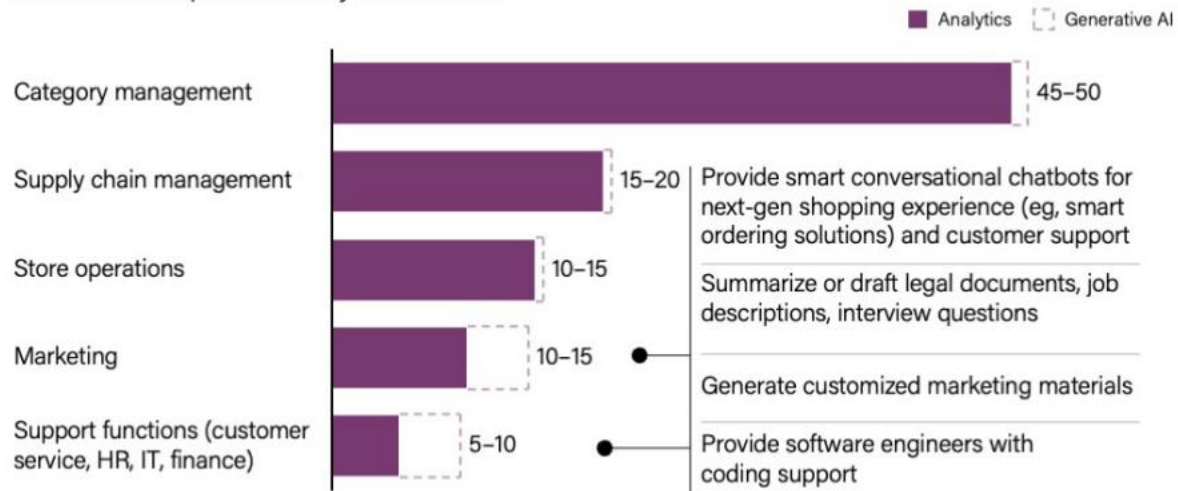 Analytics
Generative AI
Category management
45–50
Supply chain management
15–20
Store operations
10–15
Marketing
10–15
Support functions (customer
service, HR, IT, finance)
5–10
Provide smart conversational chatbots for
next-gen shopping experience (eg, smart
ordering solutions) and customer support
Summarize or draft legal documents, job
descriptions, interview questions
Generate customized marketing materials
Provide software engineers with
coding support